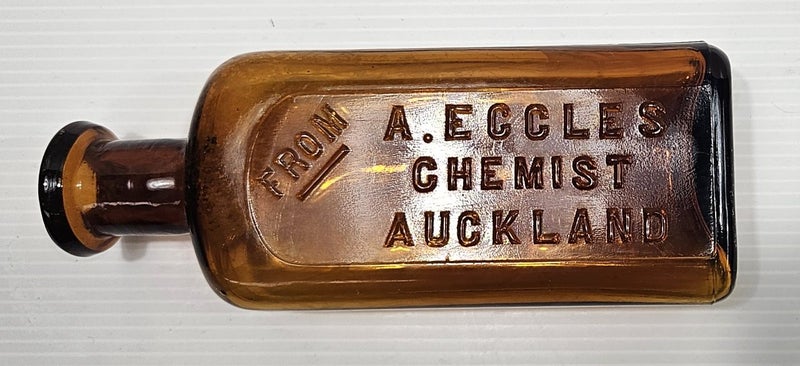 FROM
A. ECCLES
CHEMIST
AUCKLAND